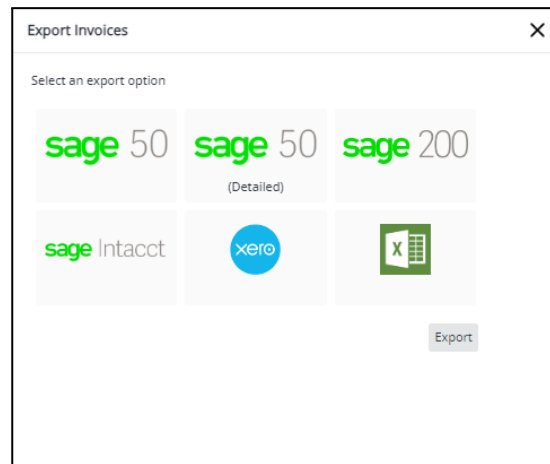 Export Invoices
Select an export option
sage 50
sage 50
(Detailed)
sage 200
sage Intacct
xero
X
Export